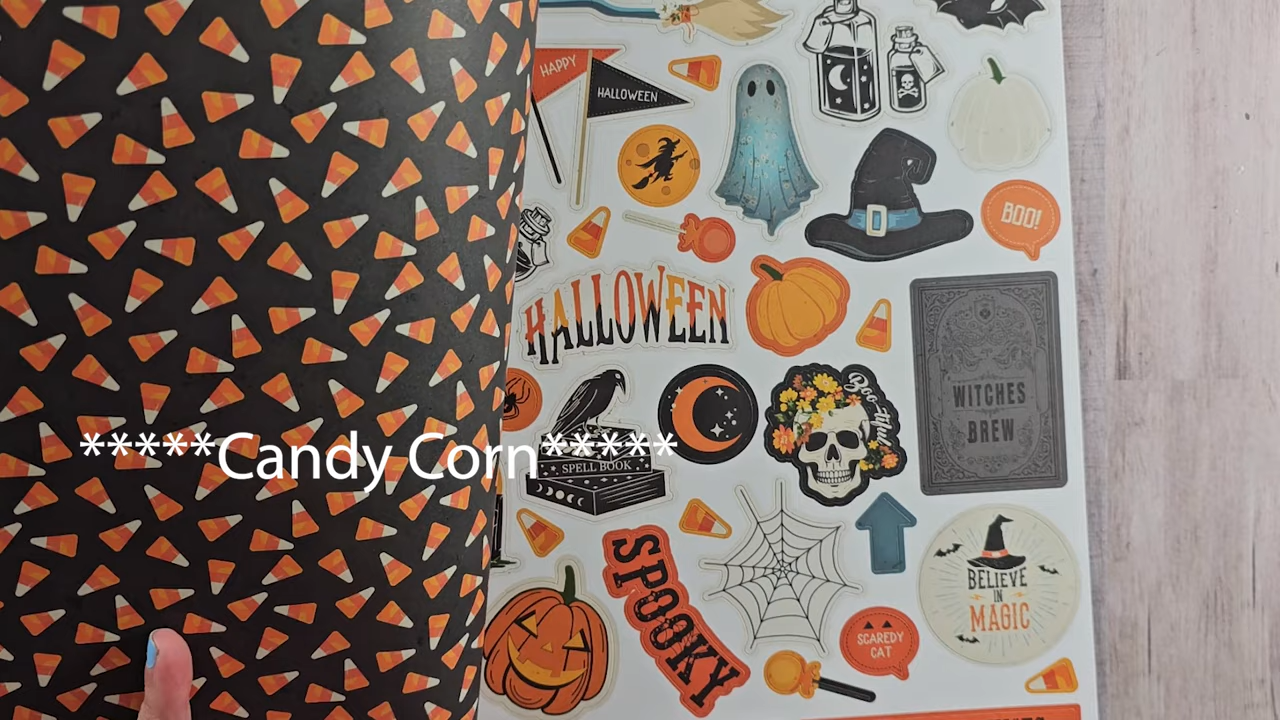 HAPPY
HALLOWEEN
BOO!
HALLOWEEN
WITCHES
BREW
Boo-tiful
*****Candy Corn*****
SPELL BOOK
SPOOKY
BELIEVE
IN
MAGIC
SCAREDY
CAT